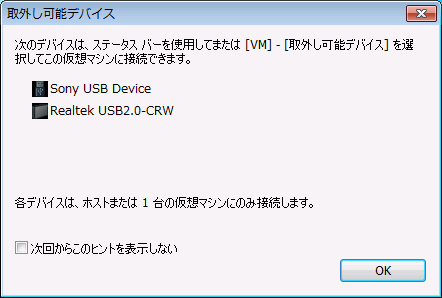 取外し可能デバイス
次のデバイスは、ステータス バーを使用してまたは [VM] - [取外し可能デバイス] を選
択してこの仮想マシンに接続できます。
Sony USB Device
Realtek USB2.0-CRW
各デバイスは、ホストまたは 1 台の仮想マシンにのみ接続します。
次回からこのヒントを表示しない
OK